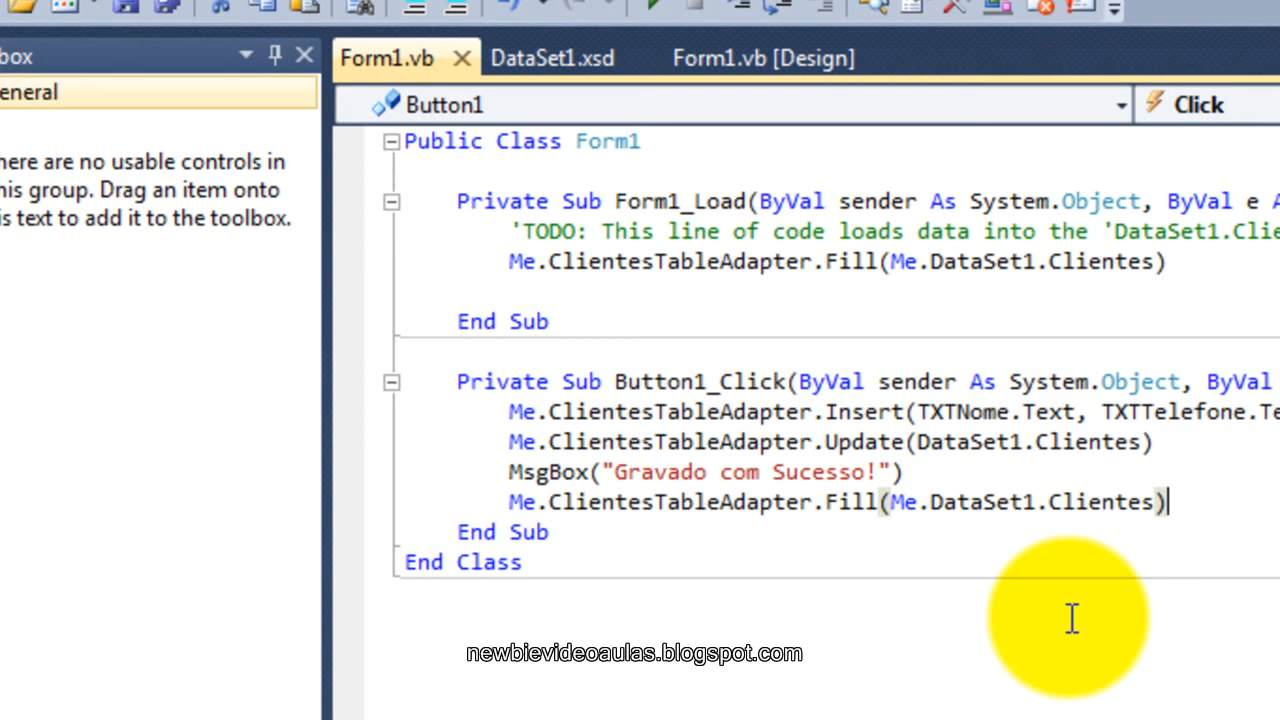 box
Form1.vb
DataSet1.xsd
Form1.vb [Design]
eneral
Button1
Click
here are no usable controls in
his group. Drag an item onto
is text to add it to the toolbox.
Public Class Form1
Private Sub Form1_Load(ByVal sender As System.Object, ByVal e A
'TODO: This line of code loads data into the 'DataSet1.Clie
Me.ClientesTableAdapter.Fill(Me.DataSet1.Clientes)
End Sub
Private Sub Button1_Click(ByVal sender As System.Object, ByVal
Me.ClientesTableAdapter.Insert(TXTNome.Text, TXTTelefone.Te
Me.ClientesTableAdapter.Update(DataSet1.Clientes)
MsgBox("Gravado com Sucesso!")
Me.ClientesTableAdapter.Fill(Me.DataSet1.Clientes)
End Sub
End Class
newbievideoaulas.blogspot.com